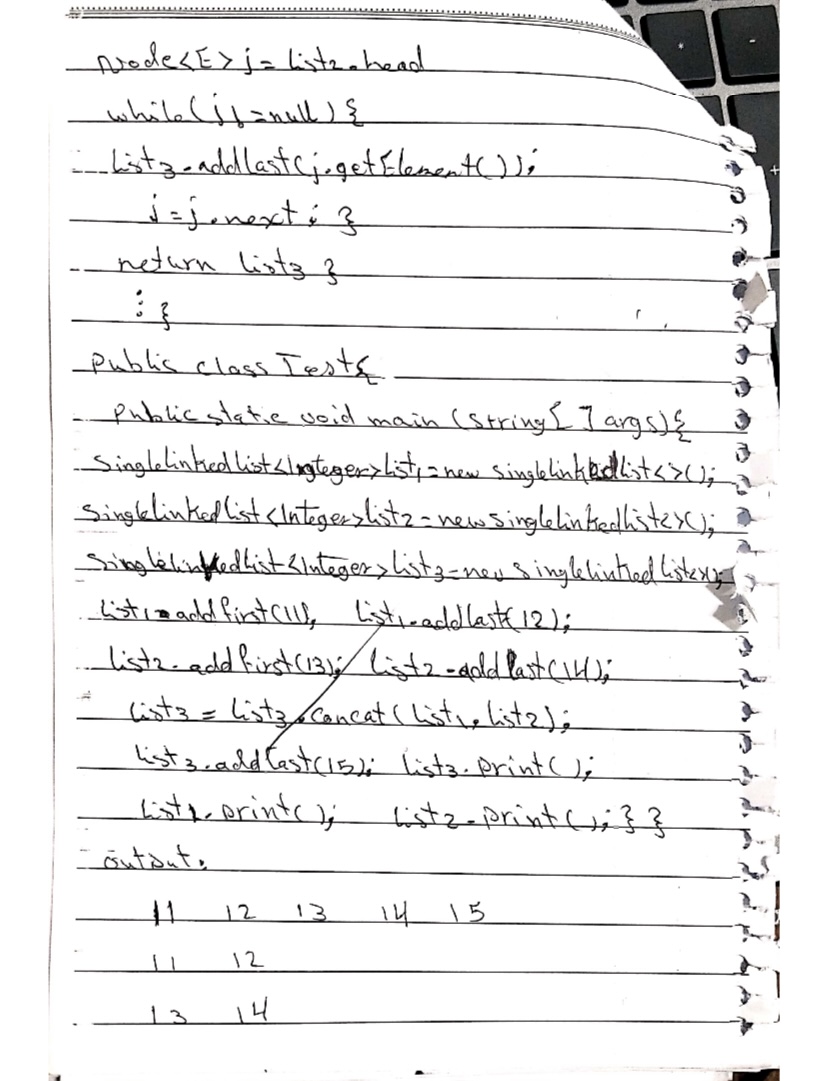 Node<E> j = list2.head
while(j!=null) {
list3.addlast(j.getElement());
j=j.next; }
return list3 }
⋮ }
public class Test{
public static void main (String[ ] args){
singlelinkedlist<Integer>list1=new singlelinkedlist<>();
singlelinkedlist<Integer>list2=new singlelinkedlist<>();
singlelinkedlist<Integer>list3=new singlelinkedlist<>();
list1.addfirst(11), list1.addlast(12);
list2.addfirst(13); list2.addlast(14);
list3 = list3.concat(list1, list2);
list3.addlast(15); list3.print();
list1.print(); list2.print(); } }
output:
11 12 13 14 15
11 12
13 14